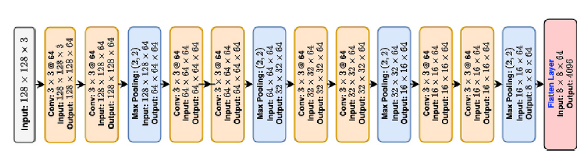 Input: 128 × 128 × 3
Conv: 3 × 3 @ 64
Input: 128 × 128 × 3
Output: 128 × 128 × 64
Conv: 3 × 3 @ 64
Input: 128 × 128 × 64
Output: 128 × 128 × 64
Max Pooling: (2, 2)
Input: 128 × 128 × 64
Output: 64 × 64 × 64
Conv: 3 × 3 @ 64
Input: 64 × 64 × 64
Output: 64 × 64 × 64
Conv: 3 × 3 @ 64
Input: 64 × 64 × 64
Output: 64 × 64 × 64
Max Pooling: (2, 2)
Input: 64 × 64 × 64
Output: 32 × 32 × 64
Conv: 3 × 3 @ 64
Input: 32 × 32 × 64
Output: 32 × 32 × 64
Conv: 3 × 3 @ 64
Input: 32 × 32 × 64
Output: 32 × 32 × 64
Max Pooling: (2, 2)
Input: 32 × 32 × 64
Output: 16 × 16 × 64
Conv: 3 × 3 @ 64
Input: 16 × 16 × 64
Output: 16 × 16 × 64
Conv: 3 × 3 @ 64
Input: 16 × 16 × 64
Output: 16 × 16 × 64
Max Pooling: (2, 2)
Input: 16 × 16 × 64
Output: 8 × 8 × 64
Flatten Layer
Input: 8 × 8 × 64
Output: 4096